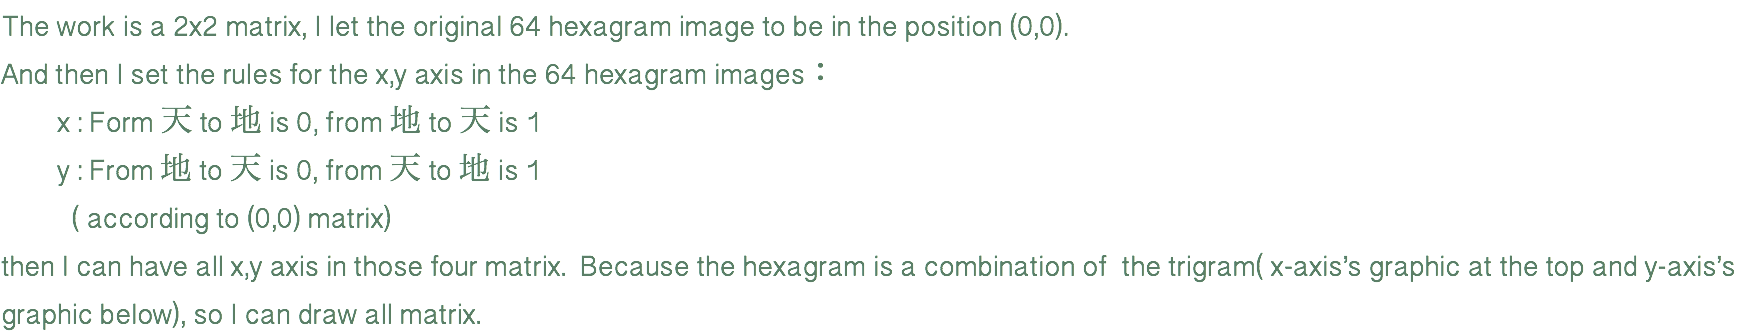 The work is a 2x2 matrix, I let the original 64 hexagram image to be in the position (0,0).
And then I set the rules for the x,y axis in the 64 hexagram images：
x : Form 天 to 地 is 0, from 地 to 天 is 1
y : From 地 to 天 is 0, from 天 to 地 is 1
( according to (0,0) matrix)
then I can have all x,y axis in those four matrix. Because the hexagram is a combination of the trigram( x-axis's graphic at the top and y-axis's
graphic below), so I can draw all matrix.